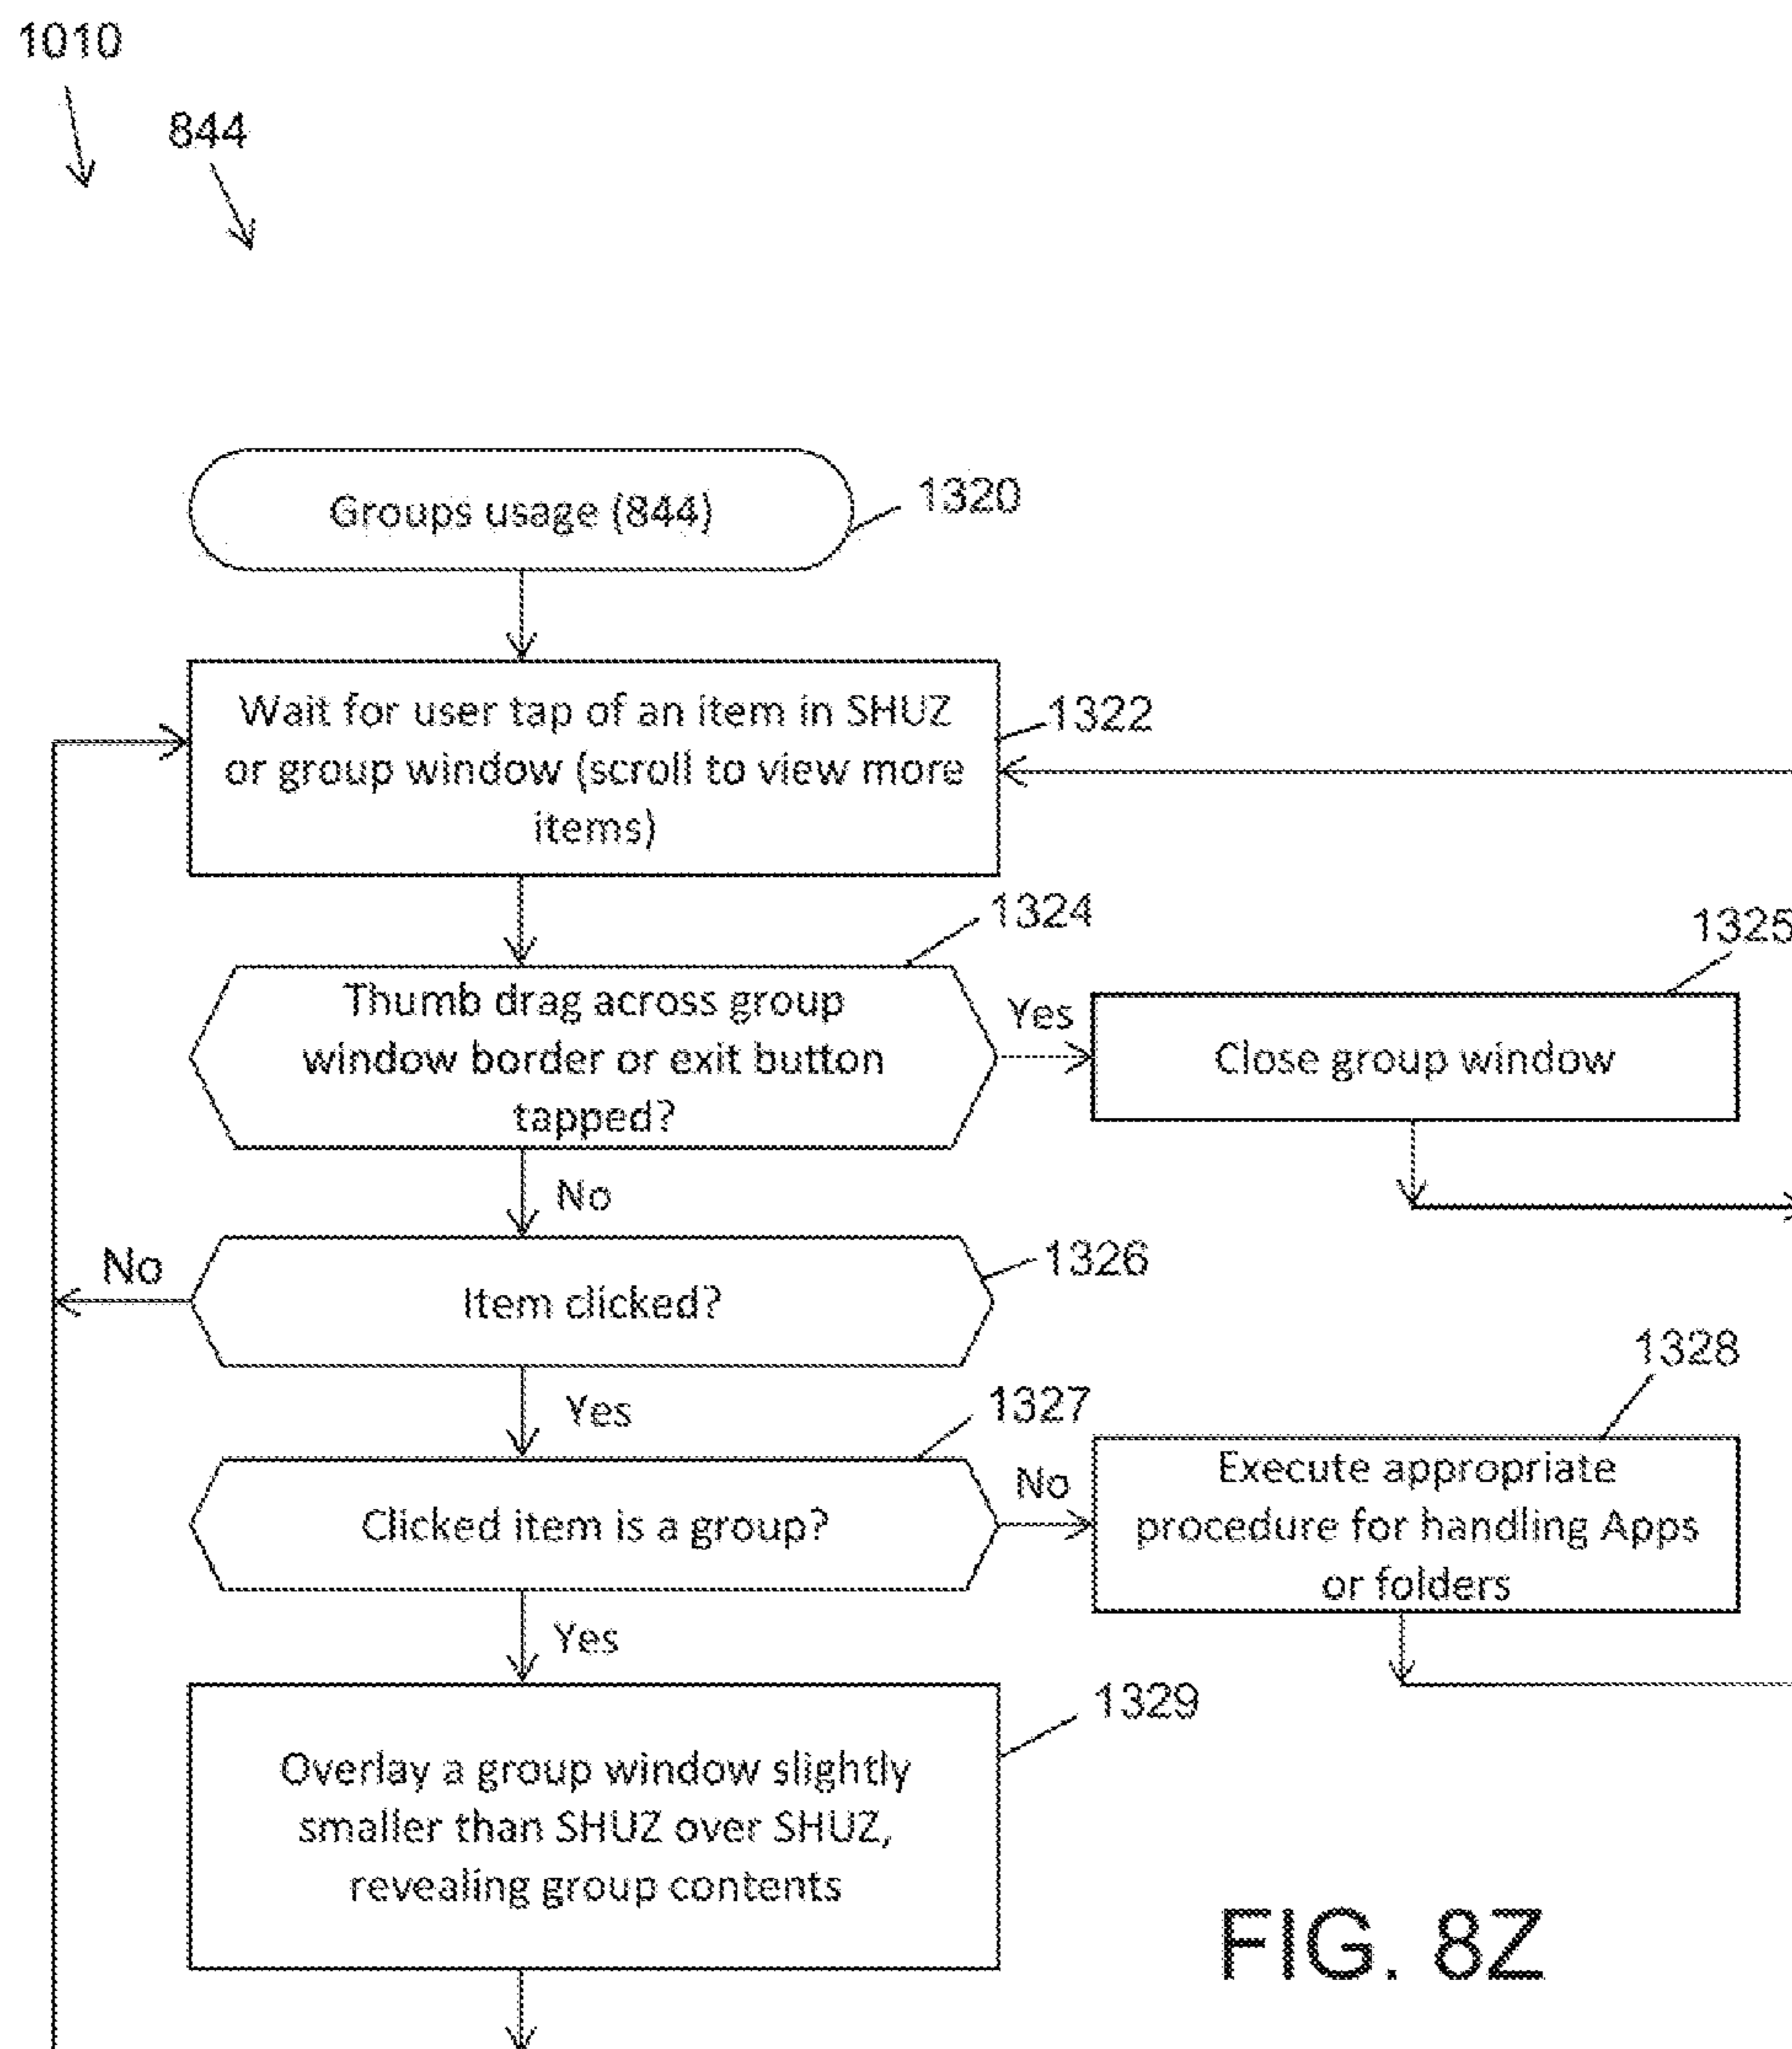 1010
844
Groups usage (844)
1320
Wait for user tap of an item in SHUZ
or group window (scroll to view more
items)
1322
1324
Thumb drag across group
window border or exit button
tapped?
Yes
1325
Close group window
No
1326
Item clicked?
No
Yes
1327
Clicked item is a group?
No
1328
Execute appropriate
procedure for handling Apps
or folders
Yes
1329
Overlay a group window slightly
smaller than SHUZ over SHUZ,
revealing group contents
FIG. 8Z